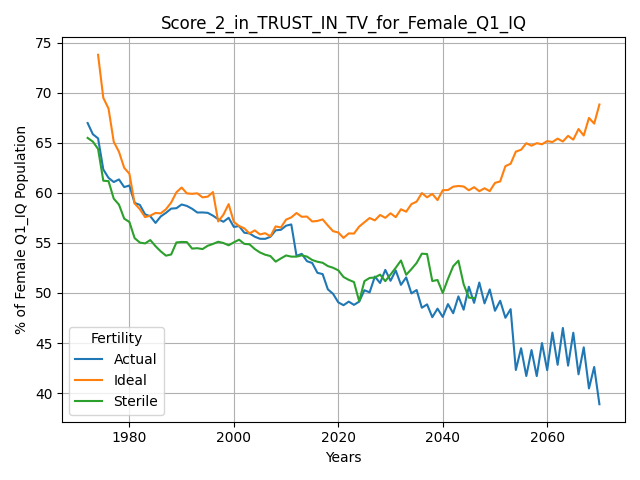 Score_2_in_TRUST_IN_TV_for_Female_Q1_IQ
% of Female Q1_IQ Population
75
70
65
60
55
50
45
40
Fertility
Actual
Ideal
Sterile
1980 2000 2020 2040 2060
Years